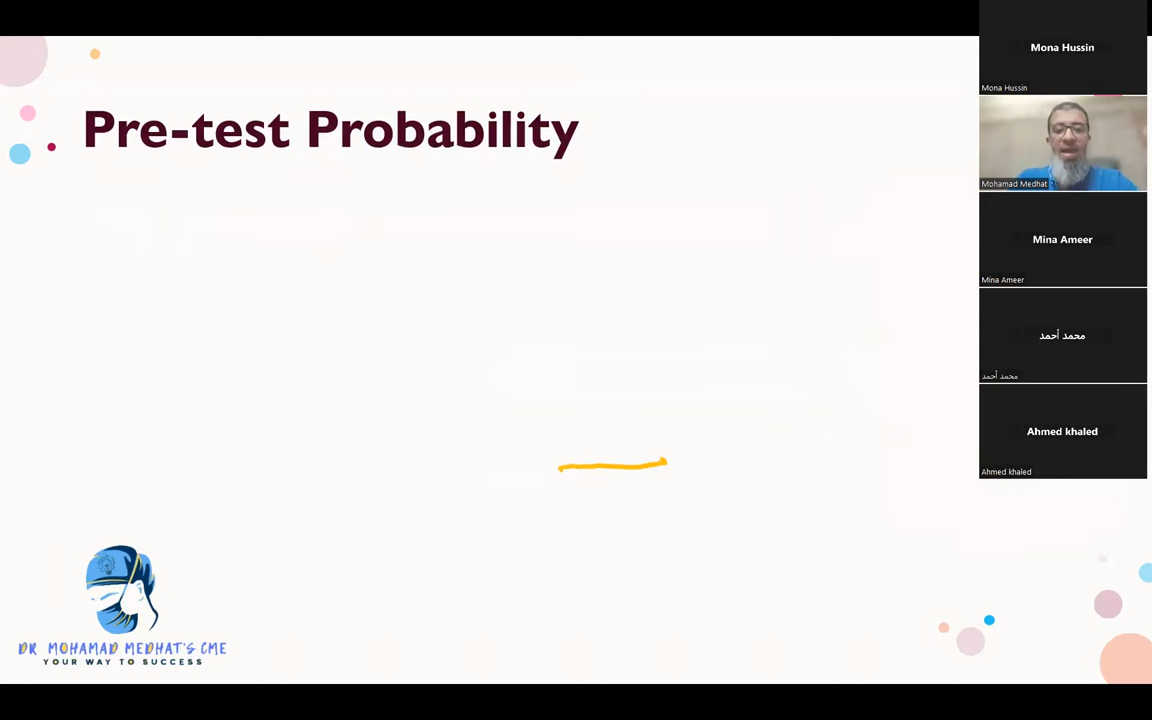 Pre-test Probability
DR MOHAMAD MEDHAT'S CME
YOUR WAY TO SUCCESS
Mona Hussin
Mona Hussin
Mohamad Medhat
Mina Ameer
Mina Ameer
محمد أحمد
محمد أحمد
Ahmed khaled
Ahmed khaled